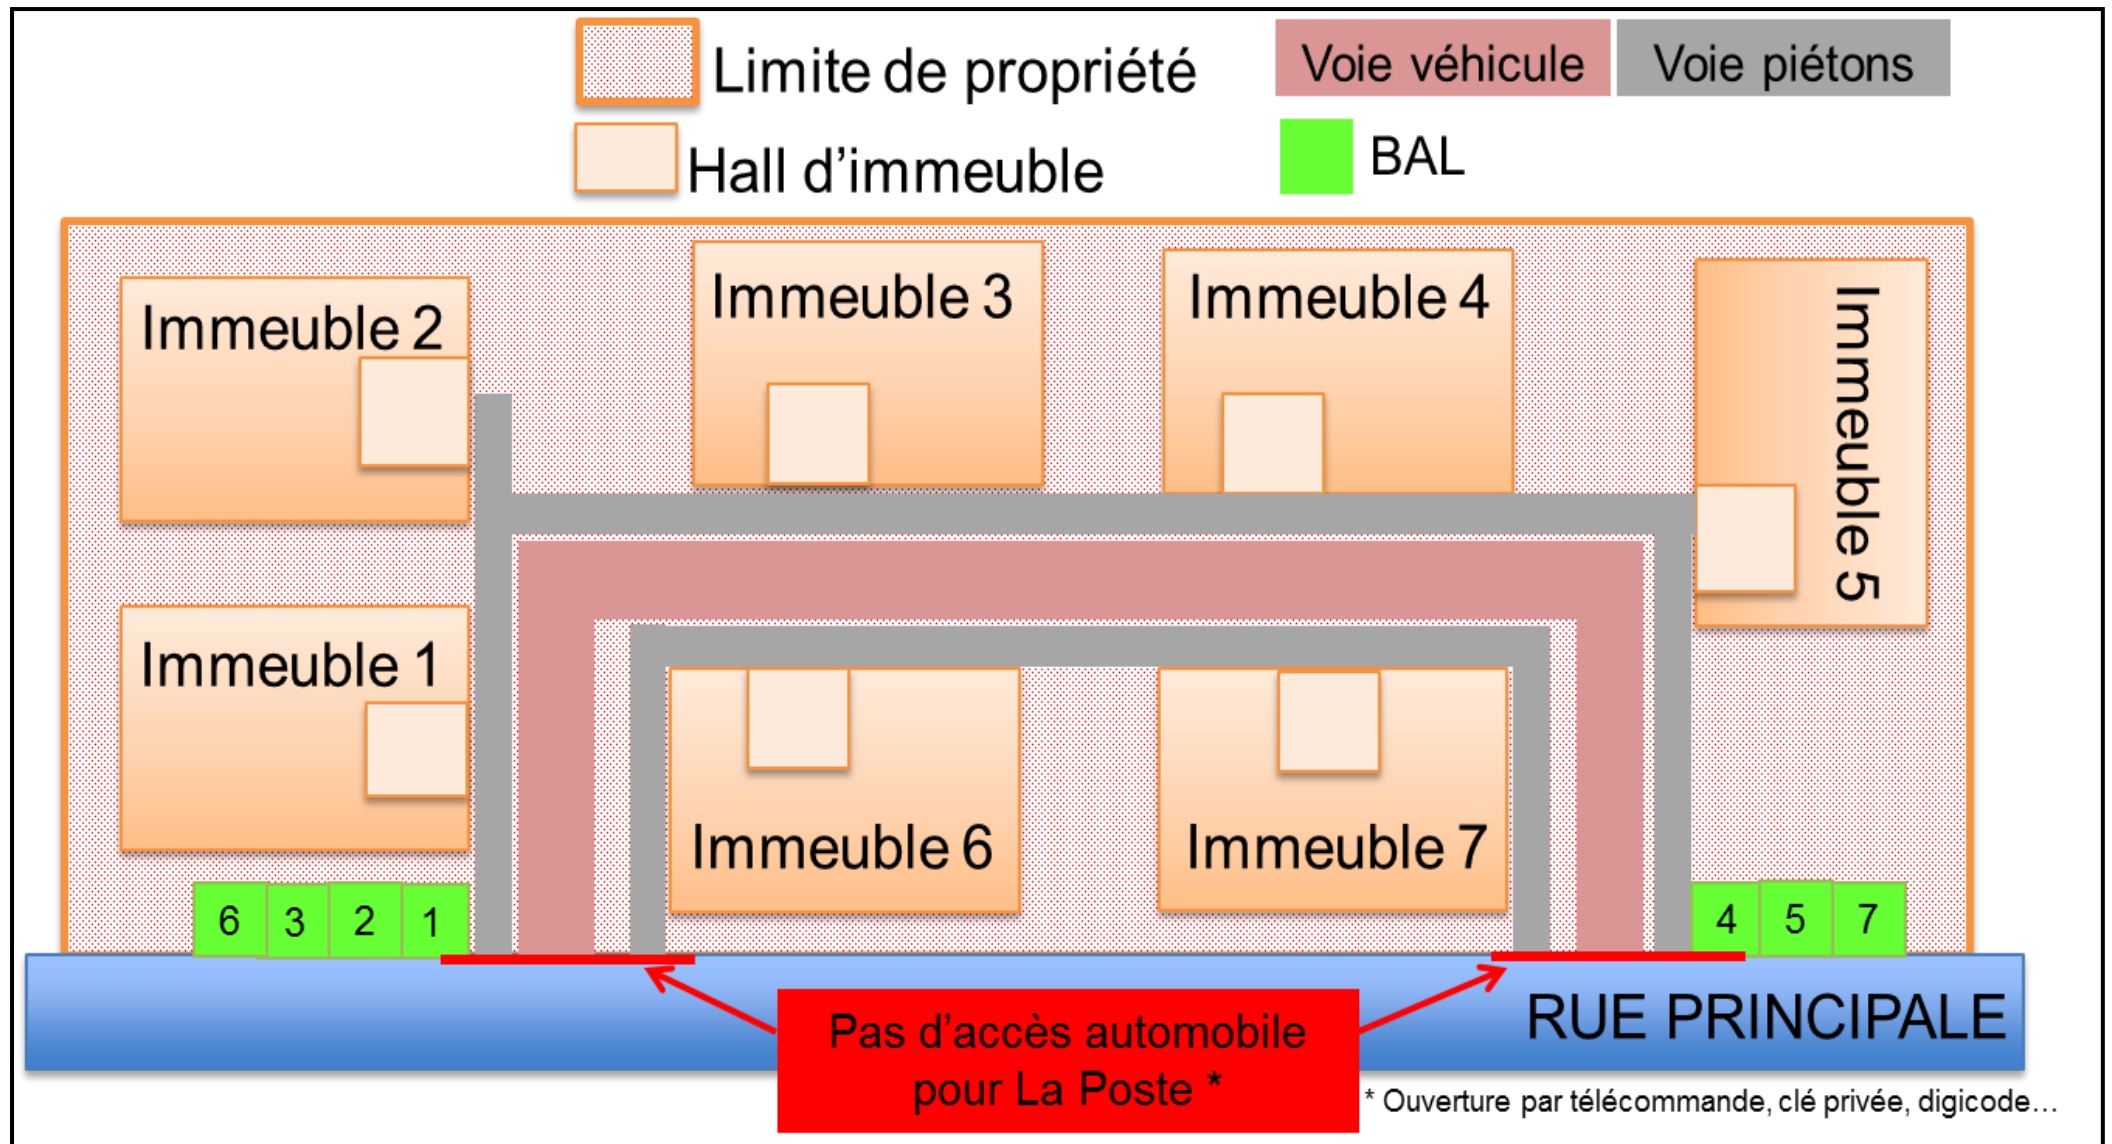 Limite de propriété
Voie véhicule
Voie piétons
Hall d'immeuble
BAL
Immeuble 2
Immeuble 3
Immeuble 4
Immeuble 5
Immeuble 1
Immeuble 6
Immeuble 7
6
3
2
1
4
5
7
RUE PRINCIPALE
Pas d'accès automobile
pour La Poste *
* Ouverture par télécommande, clé privée, digicode…